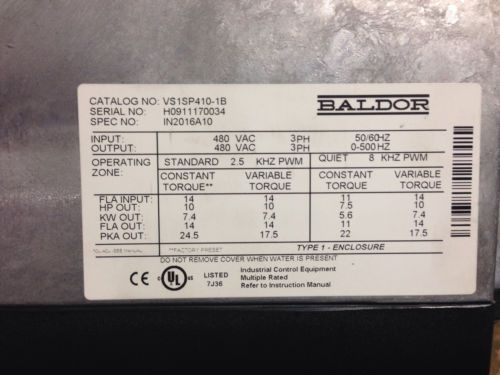 BALDOR
CATALOG NO: VS1SP410-1B
SERIAL NO: H0911170034
SPEC NO: IN2016A10
INPUT: 480 VAC 3PH 50/60HZ
OUTPUT: 480 VAC 3PH 0-500HZ
OPERATING ZONE: STANDARD 2.5 KHZ PWM QUIET 8 KHZ PWM
CONSTANT TORQUE** VARIABLE TORQUE CONSTANT TORQUE VARIABLE TORQUE
FLA INPUT: 14 14 11 14
HP OUT: 10 10 7.5 10
KW OUT: 7.4 7.4 5.6 7.4
FLA OUT: 14 14 11 14
PKA OUT: 24.5 17.5 22 17.5
**FACTORY PRESET TYPE 1 - ENCLOSURE
DO NOT REMOVE COVER WHEN WATER IS PRESENT
CE C UL US LISTED 7J36
Industrial Control Equipment
Multiple Rated
Refer to Instruction Manual